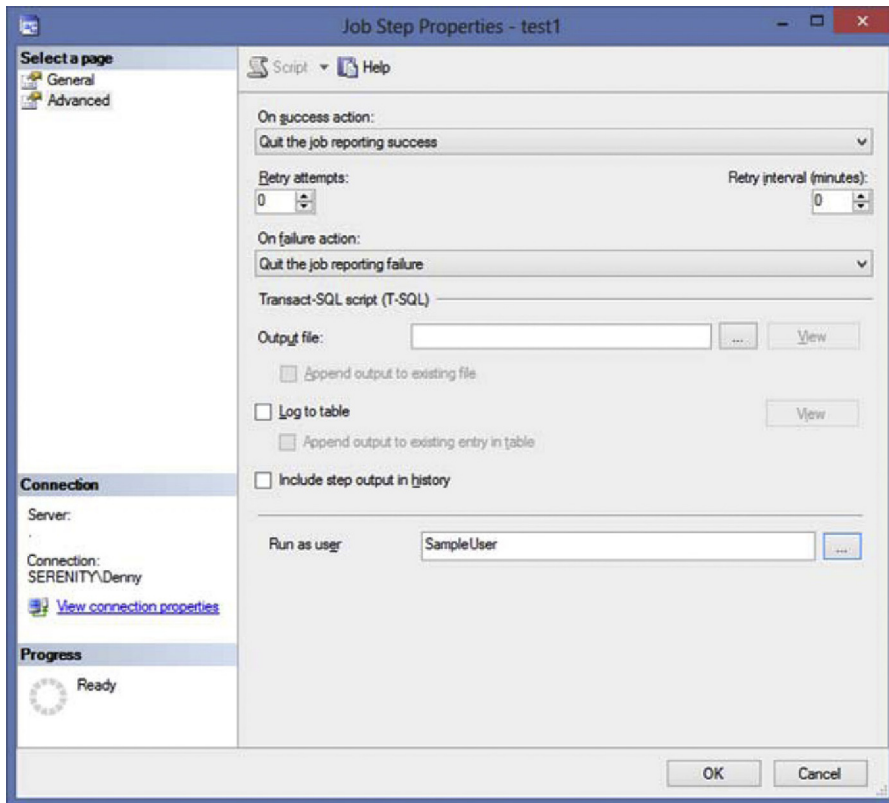 Job Step Properties - test1
Select a page
General
Advanced
Script
Help
On success action:
Quit the job reporting success
Retry attempts:
Retry interval (minutes):
0
0
On failure action:
Quit the job reporting failure
Transact-SQL script (T-SQL)
Output file:
...
View
Append output to existing file
Log to table
View
Append output to existing entry in table
Include step output in history
Run as user
SampleUser
...
Connection
Server:
.
Connection:
SERENITY\Denny
View connection properties
Progress
Ready
OK
Cancel